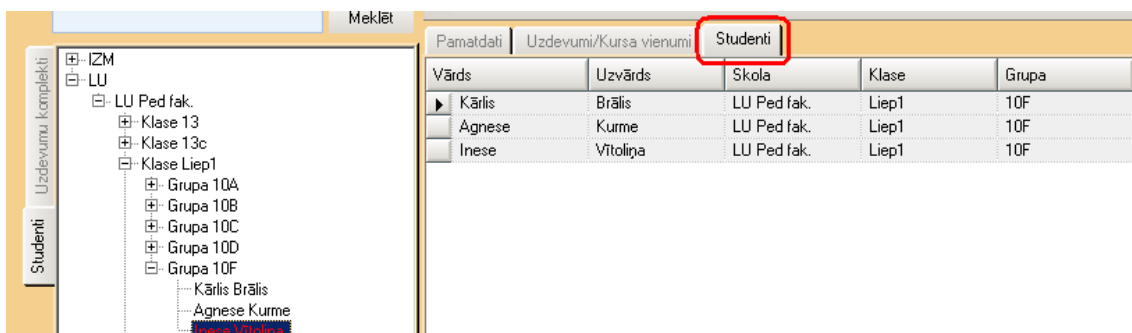 Meklēt
Uzdevumu komplekti
Studenti
IZM
LU
LU Ped fak.
Klase 13
Klase 13c
Klase Liep1
Grupa 10A
Grupa 10B
Grupa 10C
Grupa 10D
Grupa 10F
Kārlis Brālis
Agnese Kurme
Inese Vītoliņa
Pamatdati Uzdevumi/Kursa vienumi Studenti
Vārds Uzvārds Skola Klase Grupa
Kārlis Brālis LU Ped fak. Liep1 10F
Agnese Kurme LU Ped fak. Liep1 10F
Inese Vītoliņa LU Ped fak. Liep1 10F